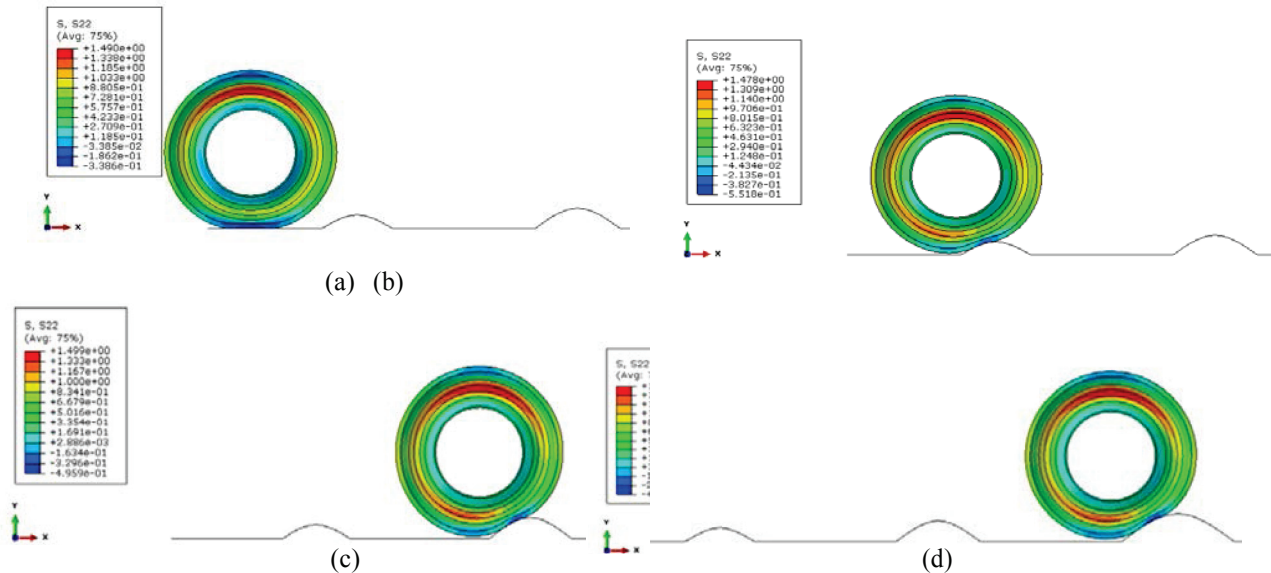 S, S22
(Avg: 75%)
+1.490e+00
+1.338e+00
+1.185e+00
+1.033e+00
+8.805e-01
+7.281e-01
+5.757e-01
+4.233e-01
+2.709e-01
+1.185e-01
-3.385e-02
-1.862e-01
-3.386e-01
Y
X
S, S22
(Avg: 75%)
+1.478e+00
+1.309e+00
+1.140e+00
+9.706e-01
+8.015e-01
+6.323e-01
+4.631e-01
+2.940e-01
+1.248e-01
-4.434e-02
-2.135e-01
-3.827e-01
-5.518e-01
Y
X
(a) (b)
S, S22
(Avg: 75%)
+1.499e+00
+1.333e+00
+1.167e+00
+1.000e+00
+8.341e-01
+6.679e-01
+5.016e-01
+3.354e-01
+1.691e-01
+2.886e-03
-1.634e-01
-3.296e-01
-4.959e-01
Y
X
S, S22
(Avg:
Y
X
(c)
(d)